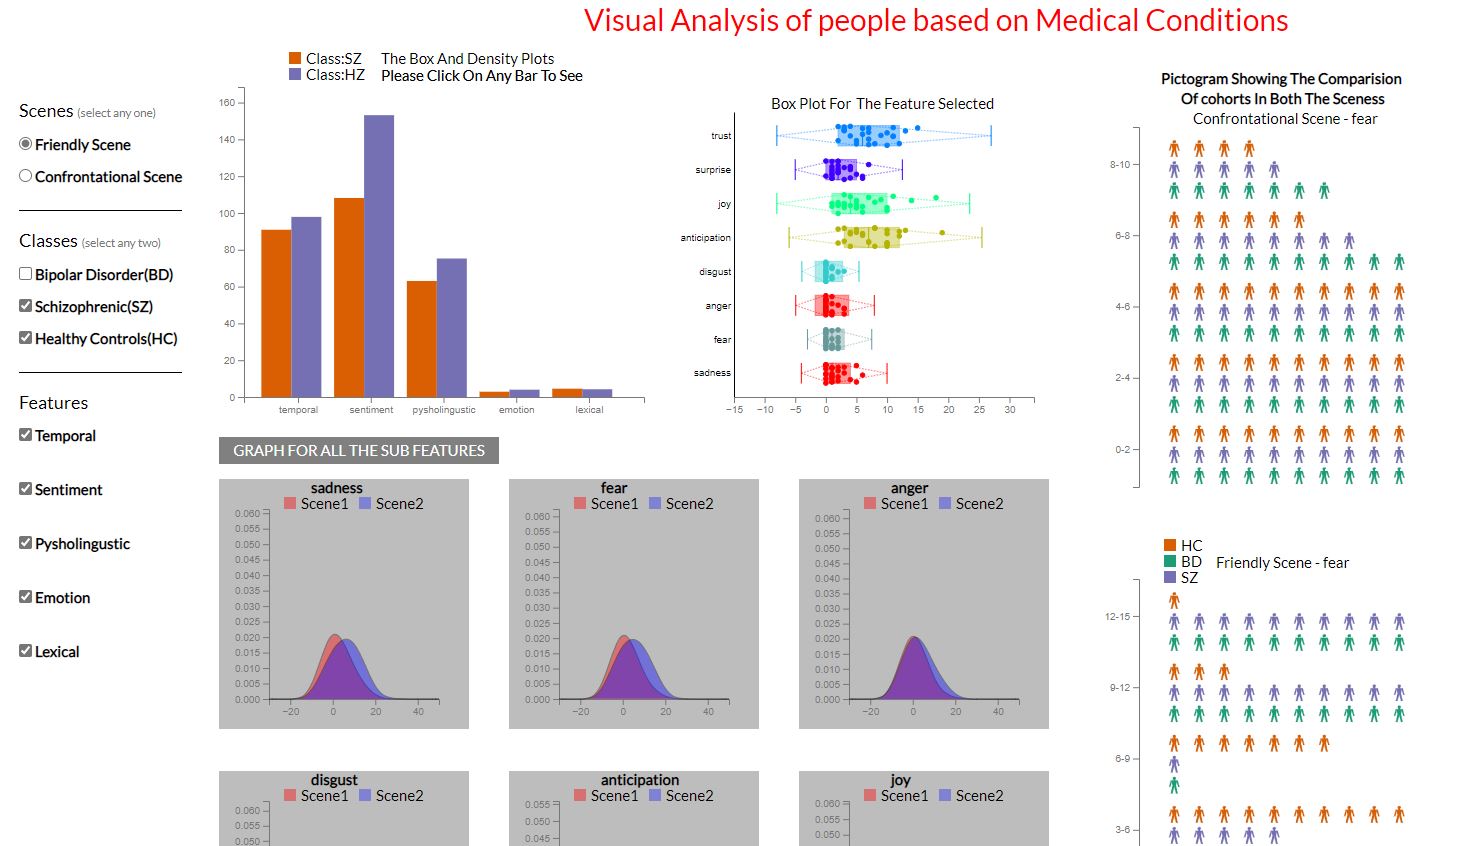 Visual Analysis of people based on Medical Conditions
Scenes (select any one)
Friendly Scene
Confrontational Scene
Classes (select any two)
Bipolar Disorder(BD)
Schizophrenic(SZ)
Healthy Controls(HC)
Features
Temporal
Sentiment
Pysholingustic
Emotion
Lexical
Class:SZ The Box And Density Plots
Class:HZ Please Click On Any Bar To See
160
140
120
100
80
60
40
20
0
temporal sentiment pysholingustic emotion lexical
Box Plot For The Feature Selected
trust
surprise
joy
anticipation
disgust
anger
fear
sadness
−15 −10 −5 0 5 10 15 20 25 30
GRAPH FOR ALL THE SUB FEATURES
sadness
Scene1 Scene2
0.060
0.055
0.050
0.045
0.040
0.035
0.030
0.025
0.020
0.015
0.010
0.005
0.000
−20 0 20 40
fear
Scene1 Scene2
0.060
0.055
0.050
0.045
0.040
0.035
0.030
0.025
0.020
0.015
0.010
0.005
0.000
−20 0 20 40
anger
Scene1 Scene2
0.060
0.055
0.050
0.045
0.040
0.035
0.030
0.025
0.020
0.015
0.010
0.005
0.000
−20 0 20 40
disgust
Scene1 Scene2
0.060
0.055
0.050
anticipation
Scene1 Scene2
0.055
0.050
0.045
joy
Scene1 Scene2
0.060
0.055
0.050
Pictogram Showing The Comparision
Of cohorts In Both The Sceness
Confrontational Scene - fear
8-10
6-8
4-6
2-4
0-2
HC
BD Friendly Scene - fear
SZ
12-15
9-12
6-9
3-6